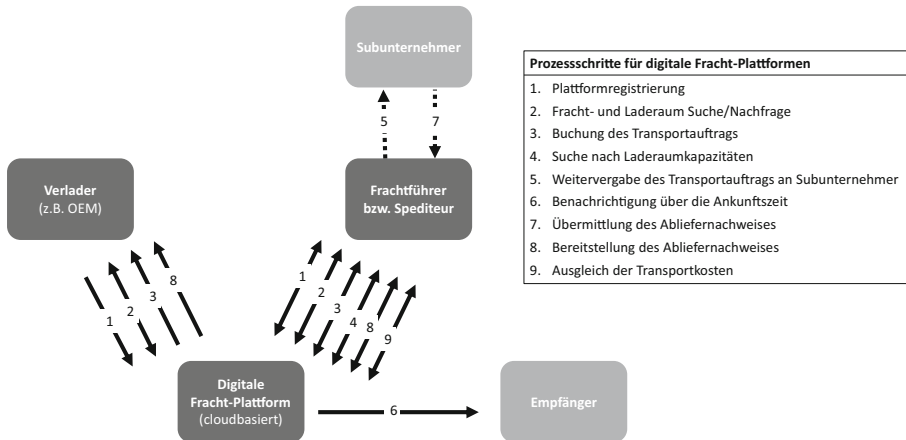 Subunternehmer
5
7
Verlader
(z.B. OEM)
Frachtführer
bzw. Spediteur
1
2
3
8
1
2
3
4
8
9
Digitale
Fracht-Plattform
(cloudbasiert)
6
Empfänger
Prozessschritte für digitale Fracht-Plattformen
1. Plattformregistrierung
2. Fracht- und Laderaum Suche/Nachfrage
3. Buchung des Transportauftrags
4. Suche nach Laderaumkapazitäten
5. Weitervergabe des Transportauftrags an Subunternehmer
6. Benachrichtigung über die Ankunftszeit
7. Übermittlung des Abliefernachweises
8. Bereitstellung des Abliefernachweises
9. Ausgleich der Transportkosten